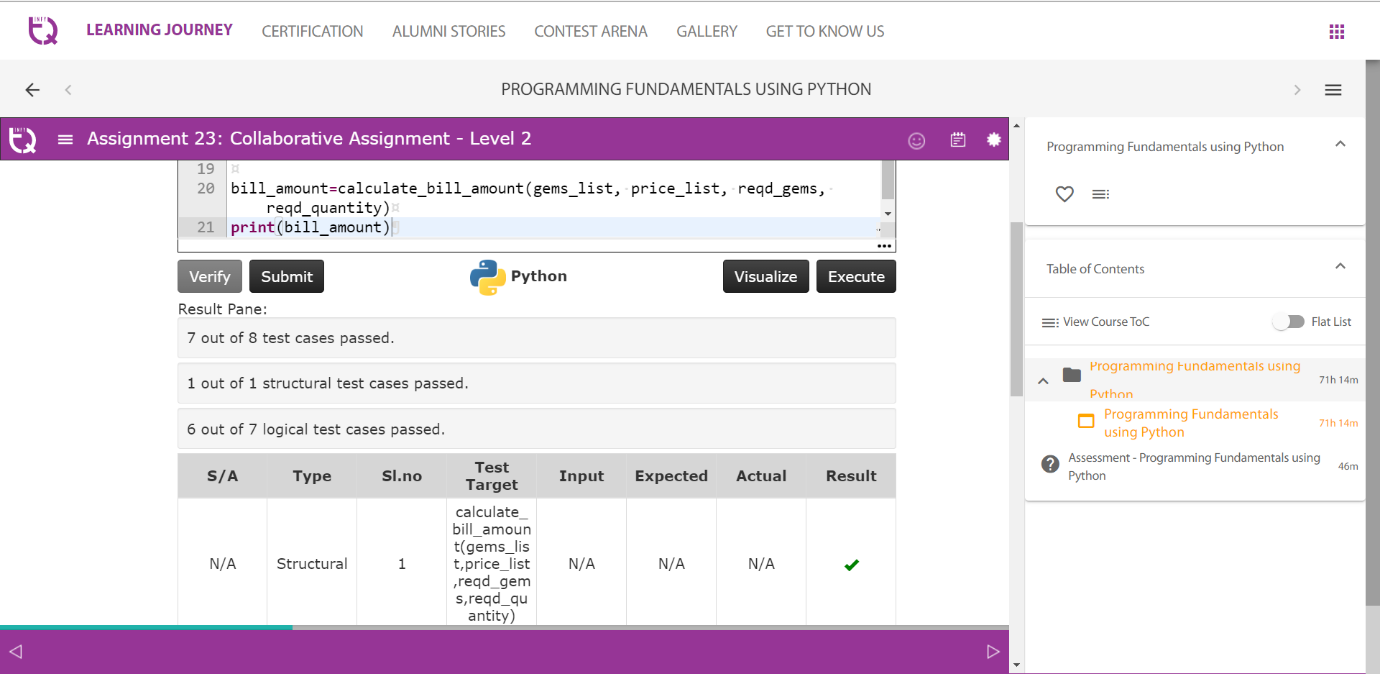 LEARNING JOURNEY CERTIFICATION ALUMNI STORIES CONTEST ARENA GALLERY GET TO KNOW US
PROGRAMMING FUNDAMENTALS USING PYTHON
Assignment 23: Collaborative Assignment - Level 2
19
20 bill_amount=calculate_bill_amount(gems_list, price_list, reqd_gems,
reqd_quantity)
21 print(bill_amount)
Verify Submit Python Visualize Execute
Result Pane:
7 out of 8 test cases passed.
1 out of 1 structural test cases passed.
6 out of 7 logical test cases passed.
S/A Type Sl.no Test Target Input Expected Actual Result
N/A Structural 1 calculate_
bill_amoun
t(gems_lis
t,price_list
,reqd_gem
s,reqd_qu
antity)
N/A N/A N/A
Programming Fundamentals using Python
Table of Contents
View Course ToC Flat List
Programming Fundamentals using
Python
71h 14m
Programming Fundamentals
using Python
71h 14m
Assessment - Programming Fundamentals using
Python
46m